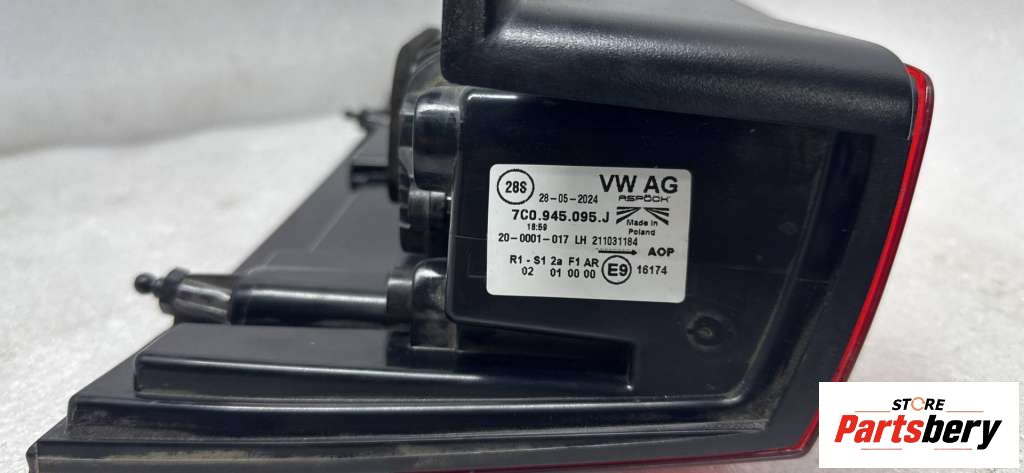 28S
28-05-2024
VW AG
ASPÖCK
7C0.945.095.J
18:59
Made in
Poland
20-0001-017 LH 211031184
AOP
R1 - S1 2a F1 AR
02 01 00 00
E9
16174
STORE
Partsbery